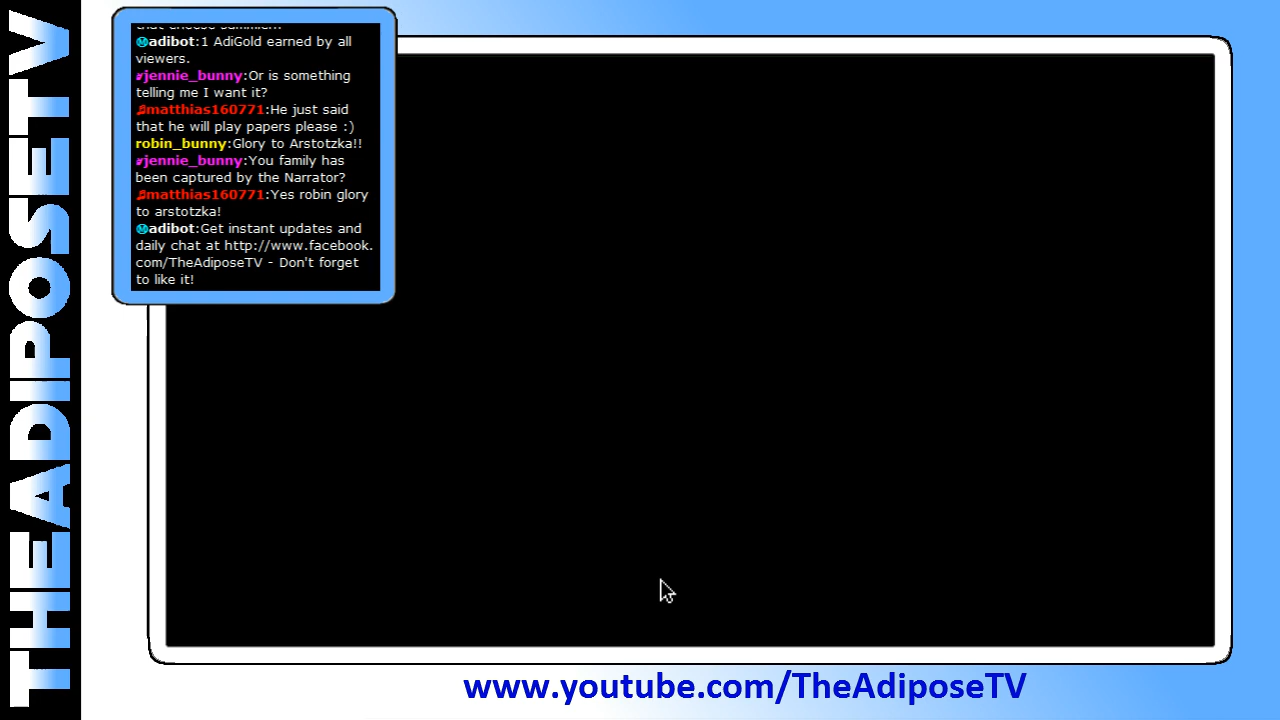 THEADIPOSETV
adibot:1 AdiGold earned by all
viewers.
jennie_bunny:Or is something
telling me I want it?
matthias160771:He just said
that he will play papers please :)
robin_bunny:Glory to Arstotzka!!
jennie_bunny:You family has
been captured by the Narrator?
matthias160771:Yes robin glory
to arstotzka!
adibot:Get instant updates and
daily chat at http://www.facebook.
com/TheAdiposeTV - Don't forget
to like it!
www.youtube.com/TheAdiposeTV